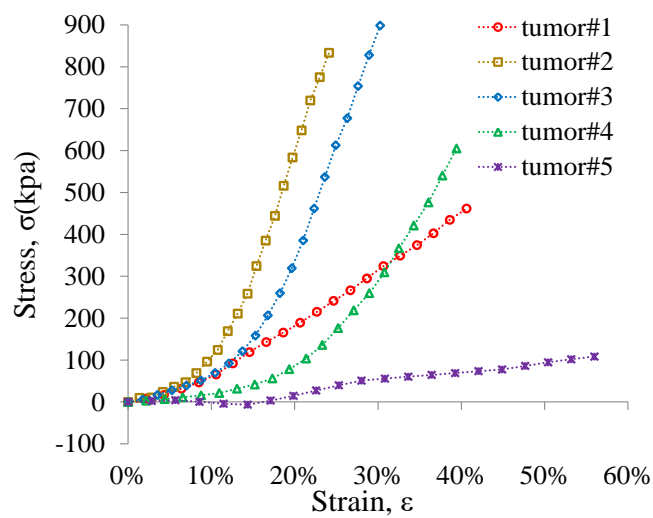 900
800
700
600
500
400
300
200
100
0
-100
Stress, σ(kpa)
0% 10% 20% 30% 40% 50% 60%
Strain, ε
tumor#1
tumor#2
tumor#3
tumor#4
tumor#5